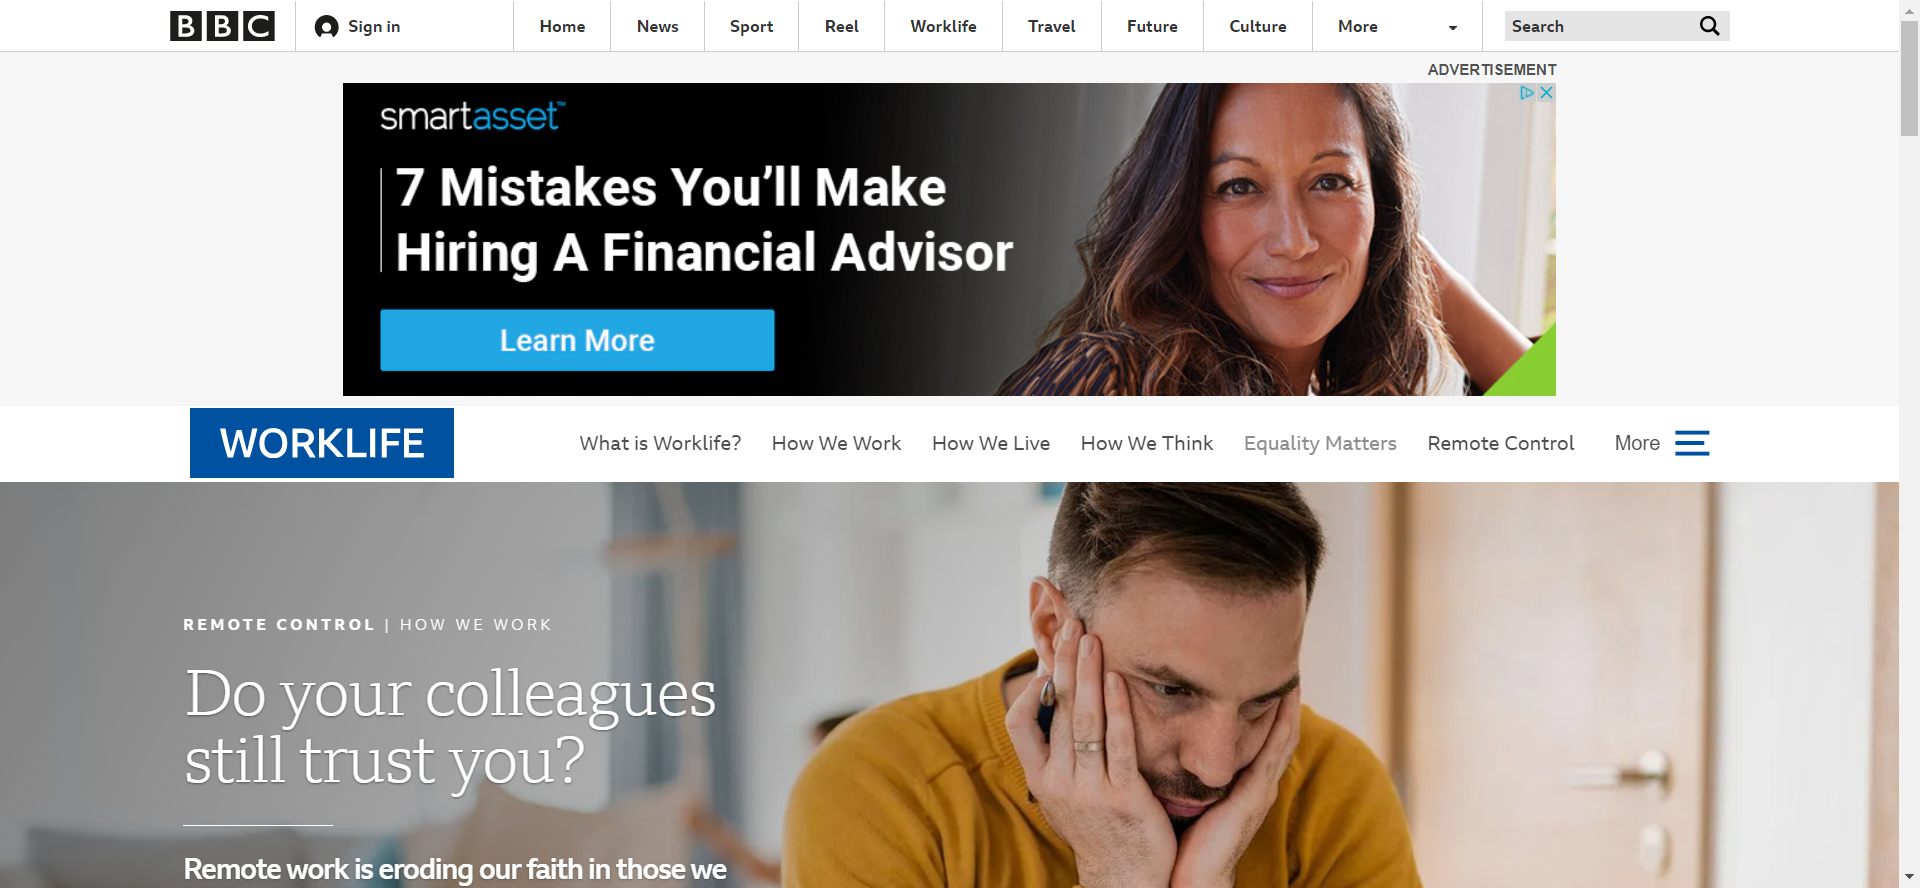 BBC
Sign in
Home
News
Sport
Reel
Worklife
Travel
Future
Culture
More
Search
ADVERTISEMENT
smartasset™
7 Mistakes You'll Make
Hiring A Financial Advisor
Learn More
WORKLIFE
What is Worklife?
How We Work
How We Live
How We Think
Equality Matters
Remote Control
More
REMOTE CONTROL | HOW WE WORK
Do your colleagues
still trust you?
Remote work is eroding our faith in those we